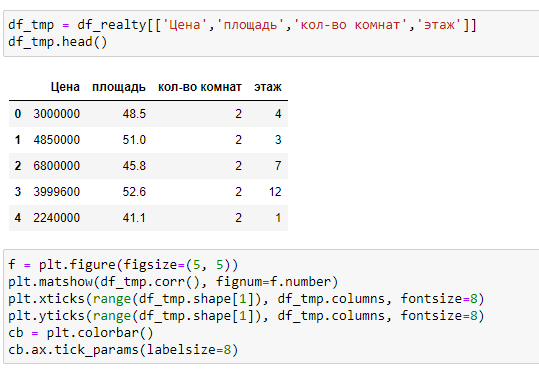 df_tmp = df_realty[['Цена','площадь','кол-во комнат','этаж']]
df_tmp.head()
Цена площадь кол-во комнат этаж
0 3000000 48.5 2 4
1 4850000 51.0 2 3
2 6800000 45.8 2 7
3 3999600 52.6 2 12
4 2240000 41.1 2 1
f = plt.figure(figsize=(5, 5))
plt.matshow(df_tmp.corr(), fignum=f.number)
plt.xticks(range(df_tmp.shape[1]), df_tmp.columns, fontsize=8)
plt.yticks(range(df_tmp.shape[1]), df_tmp.columns, fontsize=8)
cb = plt.colorbar()
cb.ax.tick_params(labelsize=8)